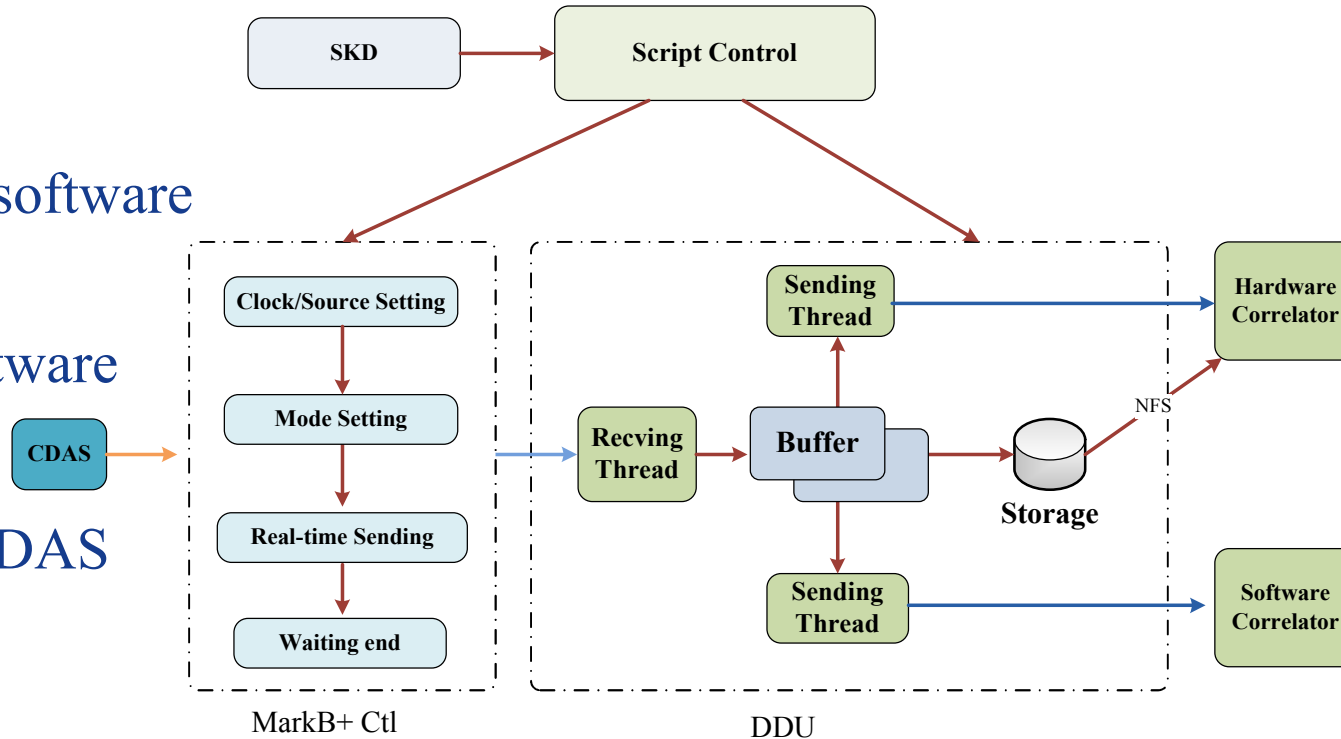 SKD
Script Control
software
Clock/Source Setting
Sending
Thread
Hardware
Correlator
tware
Mode Setting
NFS
CDAS
Recving
Thread
Buffer
Storage
DAS
Real-time Sending
Sending
Thread
Software
Correlator
Waiting end
MarkB+ Ctl
DDU